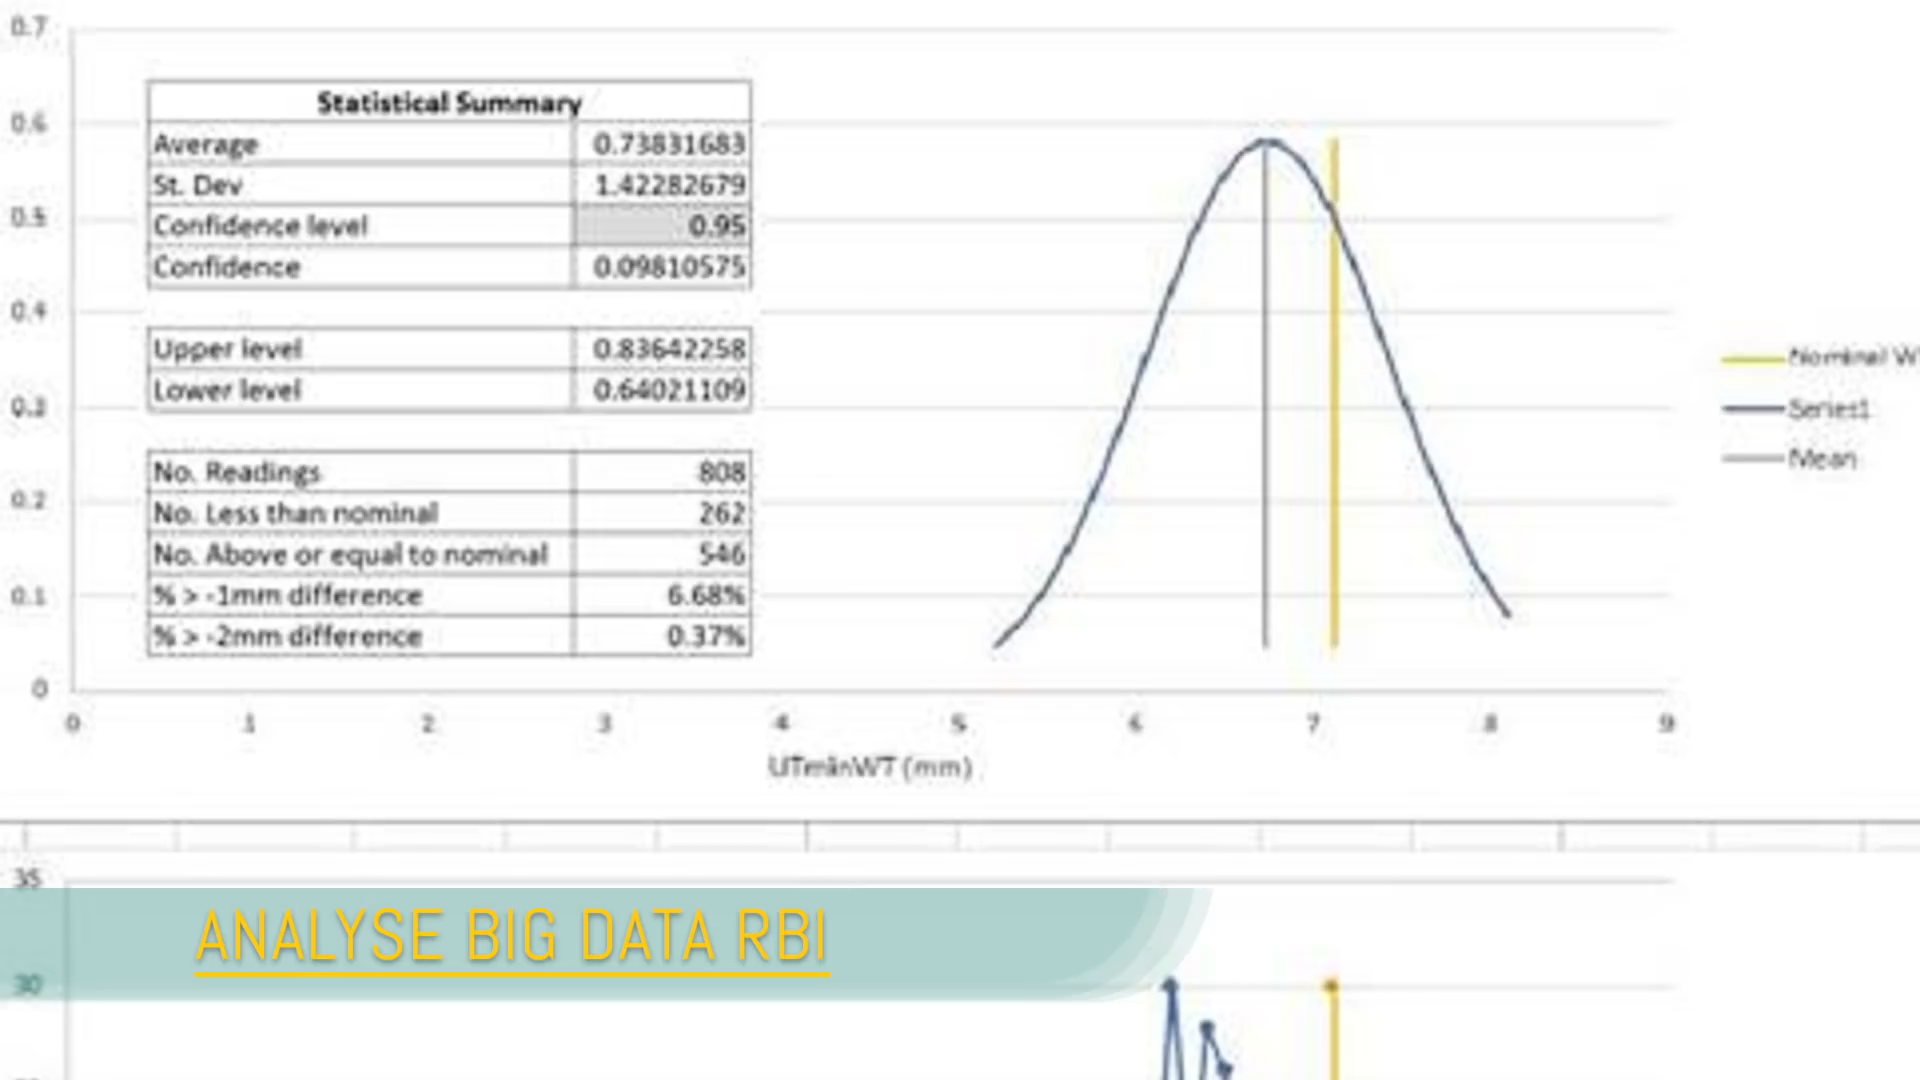 0.7
Statistical Summary
0.6
Average 0.73831683
St. Dev 1.42282679
0.5
Confidence level 0.95
Confidence 0.09810575
0.4
Upper level 0.83642258
Nominal
Lower level 0.64021109
0.3
Series1
Mean
No. Readings 808
0.2
No. Less than nominal 262
No. Above or equal to nominal 546
0.1
% > -1mm difference 6.68%
% > -2mm difference 0.37%
0
0 1 2 3 4 5 6 7 8 9
UTminWT (mm)
35
ANALYSE BIG DATA RBI
30